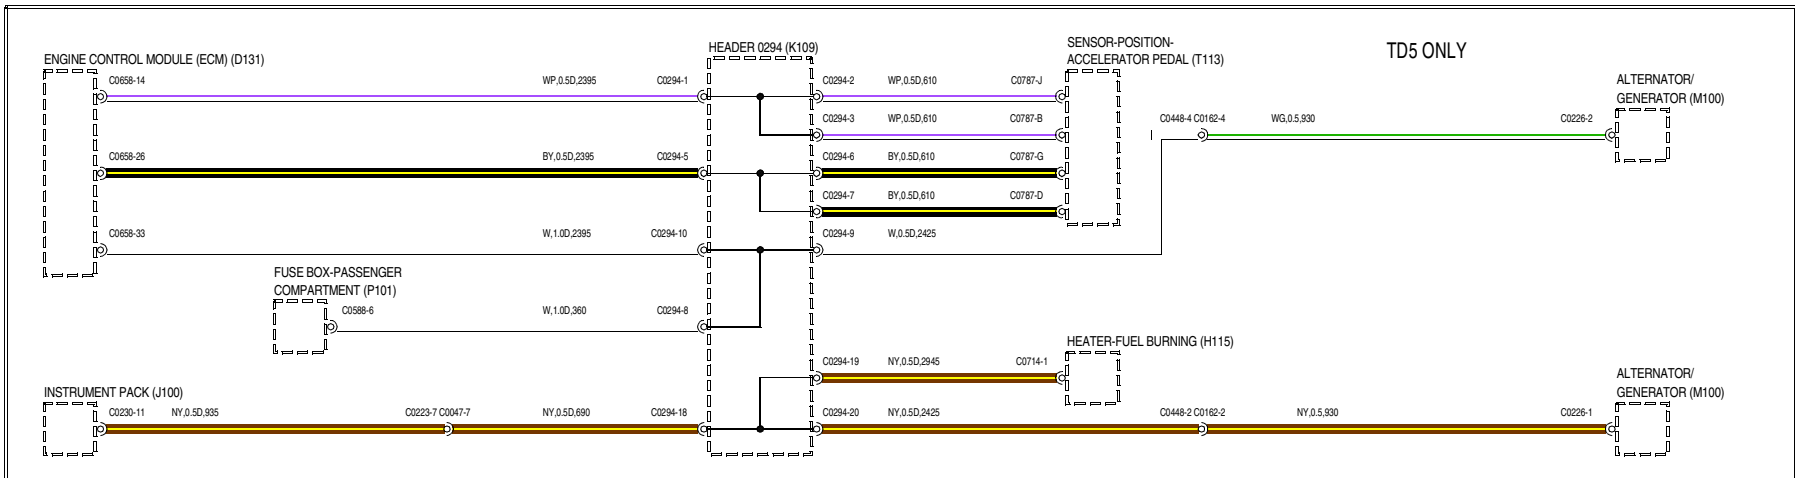 HEADER 0294 (K109)
SENSOR-POSITION-
ACCELERATOR PEDAL (T113)
TD5 ONLY
ENGINE CONTROL MODULE (ECM) (D131)
ALTERNATOR/
GENERATOR (M100)
C0658-14 WP,0.5D,2395 C0294-1 C0294-2 WP,0.5D,610 C0787-J
C0294-3 WP,0.5D,610 C0787-B C0448-4 C0162-4 WG,0.5,930 C0226-2
C0658-26 BY,0.5D,2395 C0294-5 C0294-6 BY,0.5D,610 C0787-G
C0294-7 BY,0.5D,610 C0787-D
C0658-33 W,1.0D,2395 C0294-10 C0294-9 W,0.5D,2425
FUSE BOX-PASSENGER
COMPARTMENT (P101)
C0588-6 W,1.0D,360 C0294-8
HEATER-FUEL BURNING (H115)
C0294-19 NY,0.5D,2945 C0714-1
ALTERNATOR/
GENERATOR (M100)
INSTRUMENT PACK (J100)
C0230-11 NY,0.5D,935 C0223-7 C0047-7 NY,0.5D,690 C0294-18 C0294-20 NY,0.5D,2425 C0448-2 C0162-2 NY,0.5,930 C0226-1